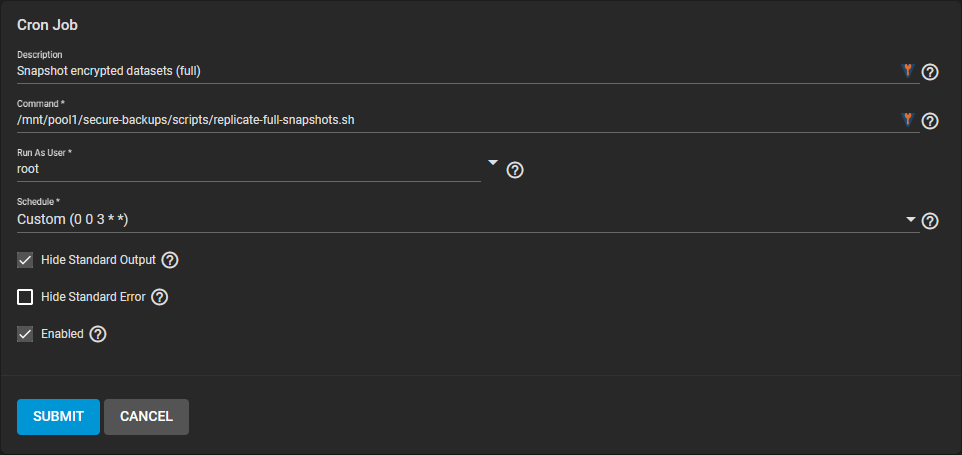 Cron Job
Description
Snapshot encrypted datasets (full)
Command *
/mnt/pool1/secure-backups/scripts/replicate-full-snapshots.sh
Run As User *
root
Schedule *
Custom (0 0 3 * *)
Hide Standard Output
Hide Standard Error
Enabled
SUBMIT CANCEL